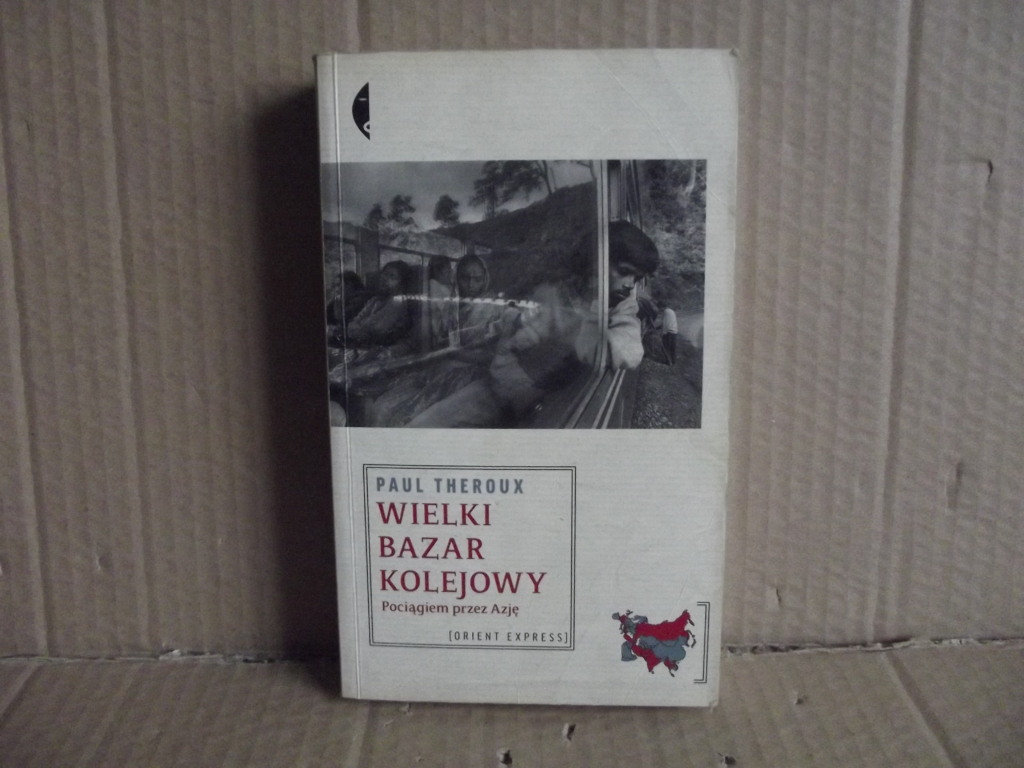 PAUL THEROUX
WIELKI
BAZAR
KOLEJOWY
Pociągiem przez Azję
[ORIENT EXPRESS]